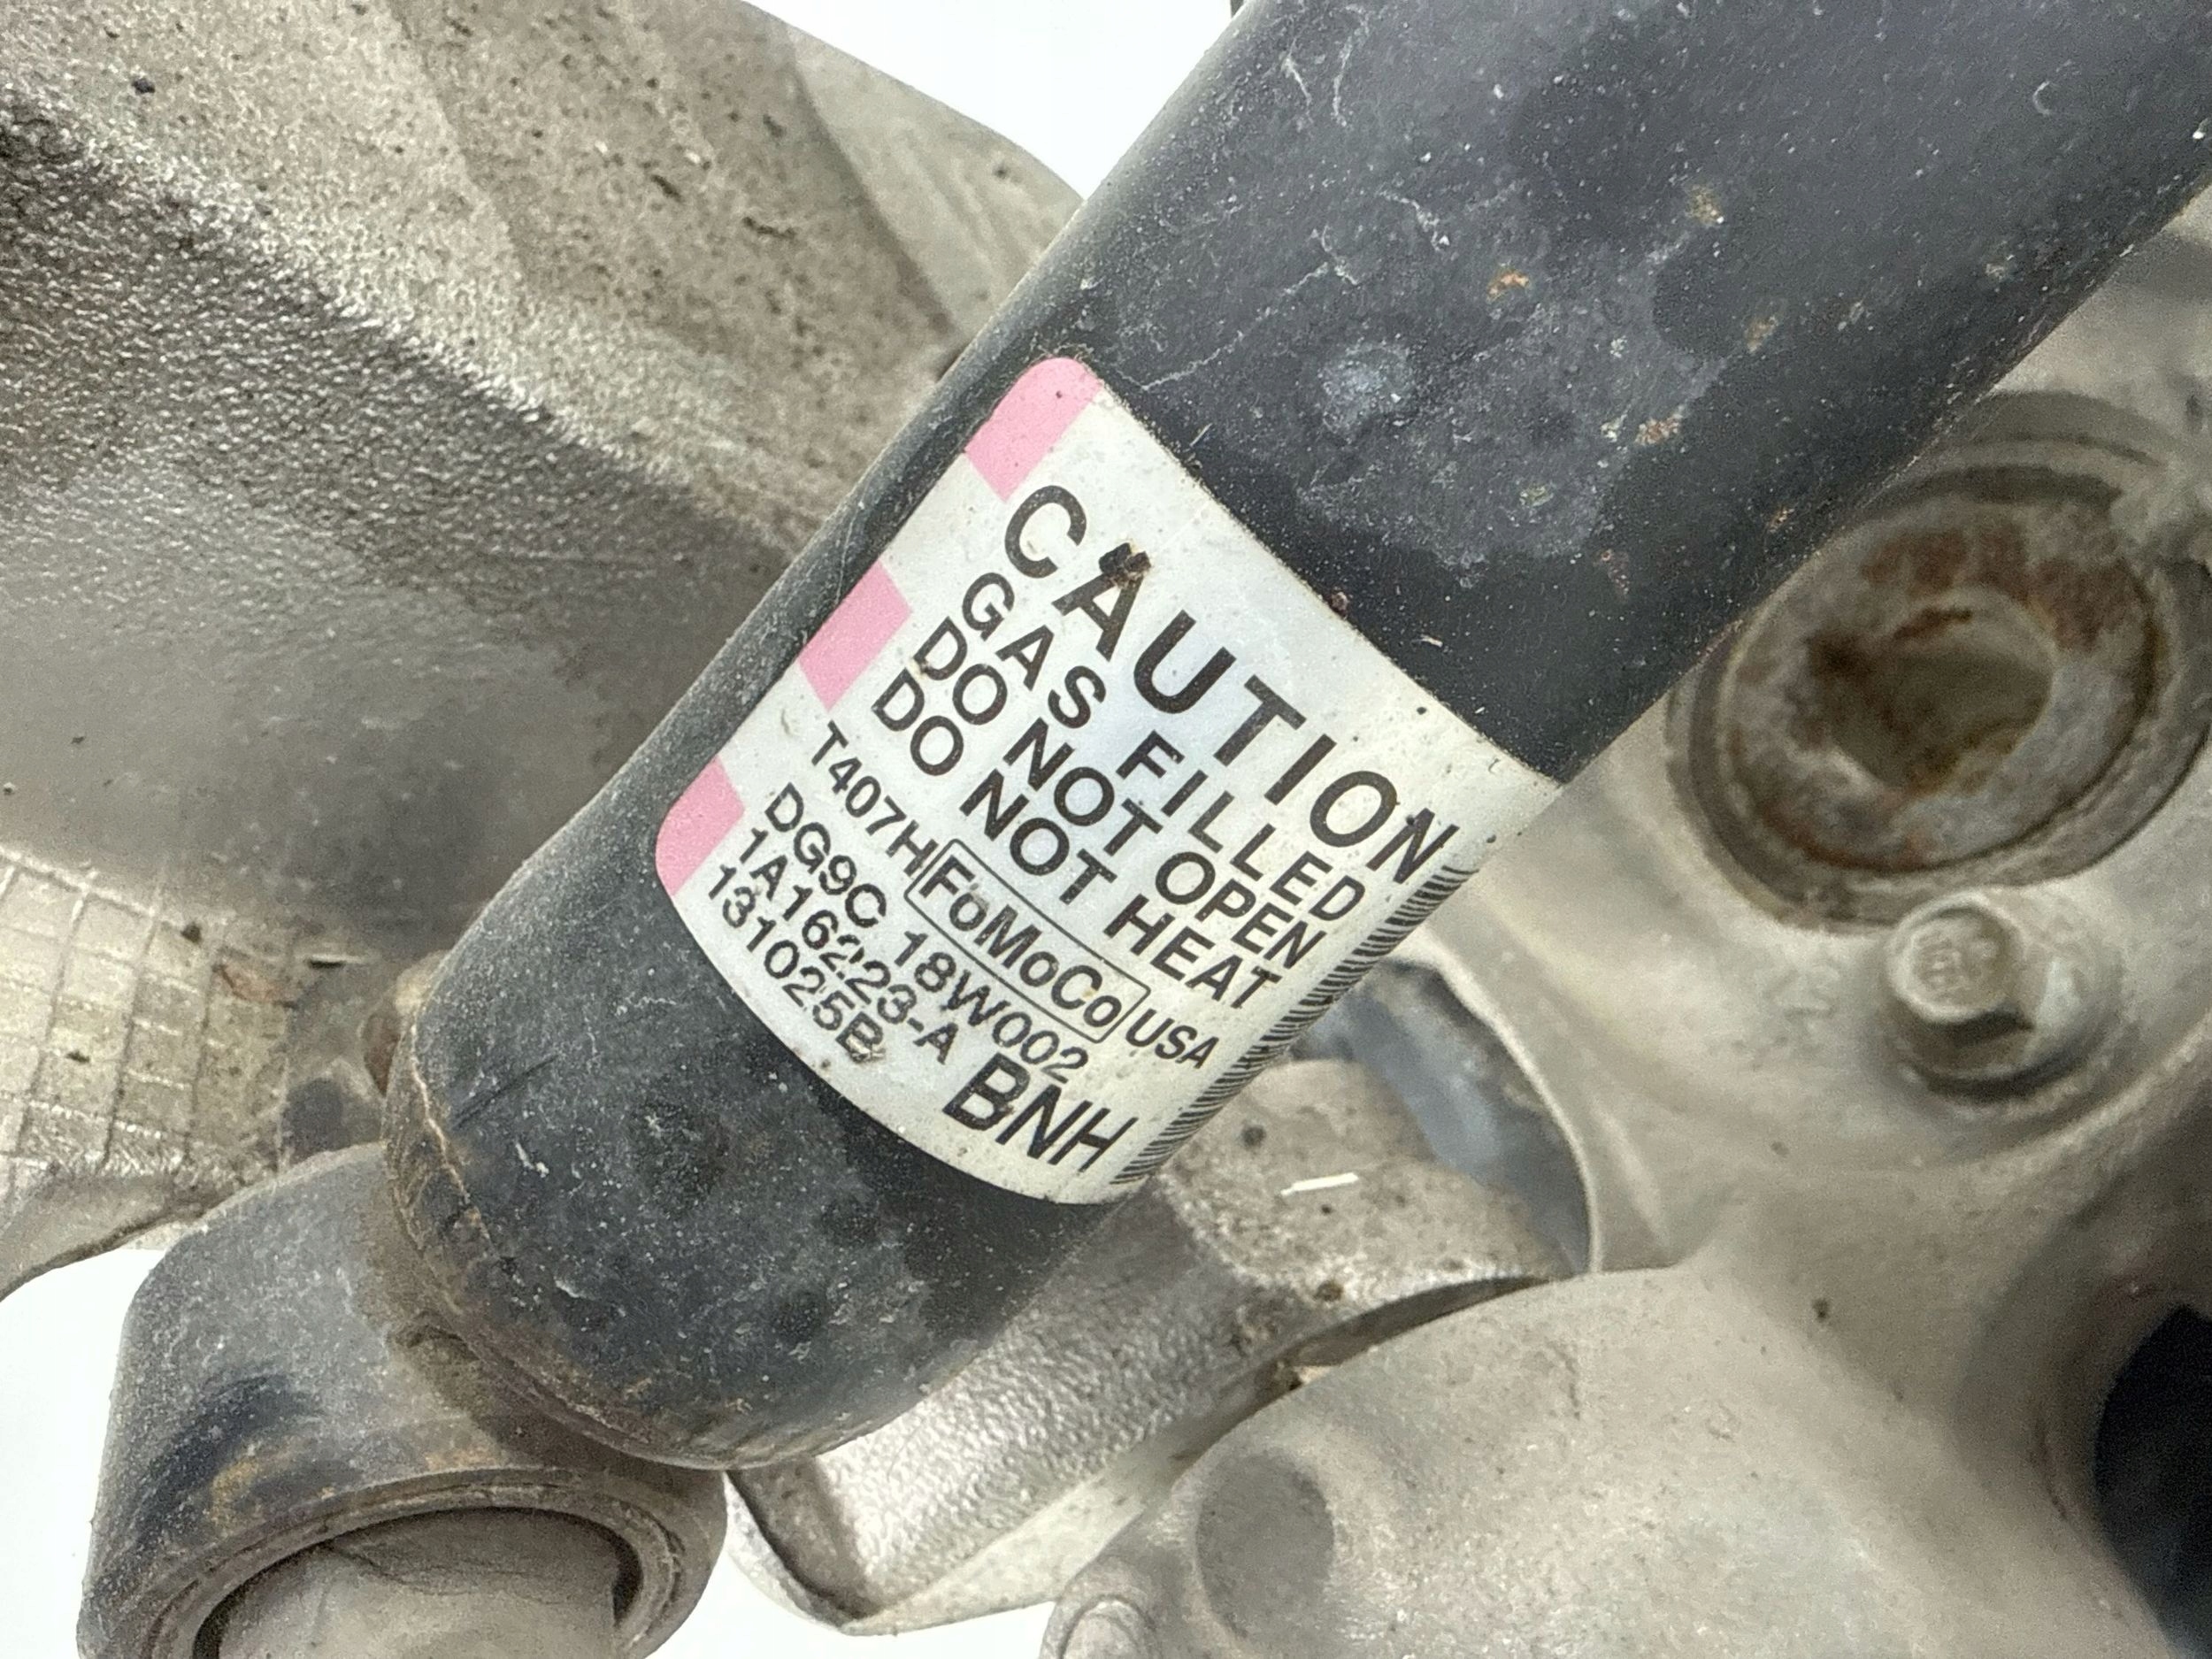 CAUTION
GAS FILLED
DO NOT OPEN
DO NOT HEAT
T407H FoMoCo USA
DG9C 18W002
1A16223-A BNH
131025B